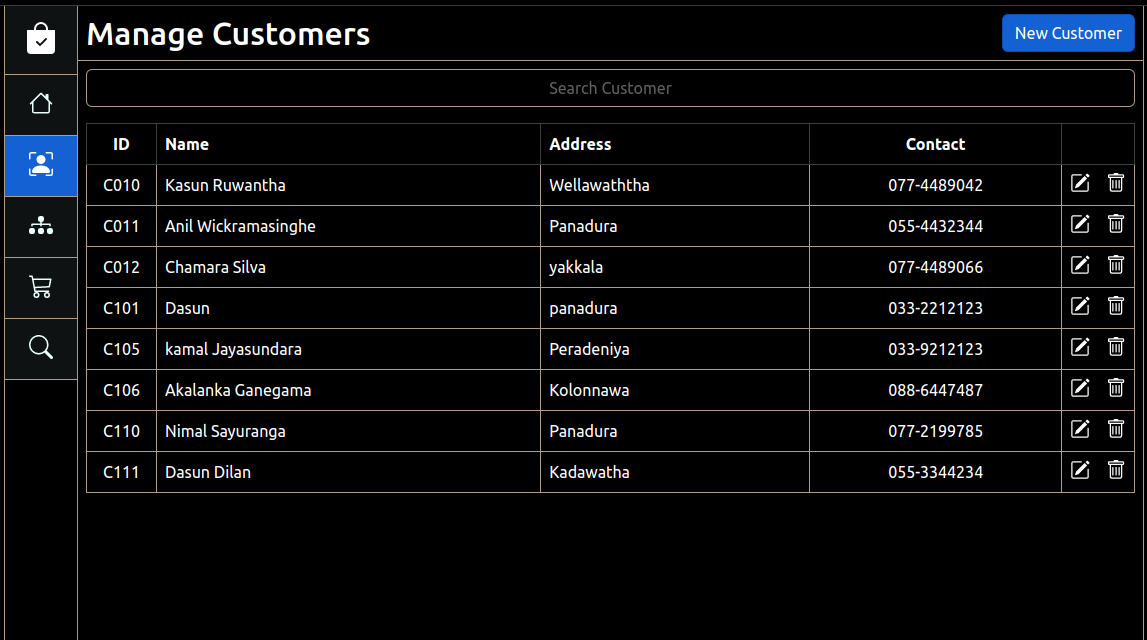 Manage Customers
New Customer
Search Customer
ID Name Address Contact
C010 Kasun Ruwantha Wellawaththa 077-4489042
C011 Anil Wickramasinghe Panadura 055-4432344
C012 Chamara Silva yakkala 077-4489066
C101 Dasun panadura 033-2212123
C105 kamal Jayasundara Peradeniya 033-9212123
C106 Akalanka Ganegama Kolonnawa 088-6447487
C110 Nimal Sayuranga Panadura 077-2199785
C111 Dasun Dilan Kadawatha 055-3344234